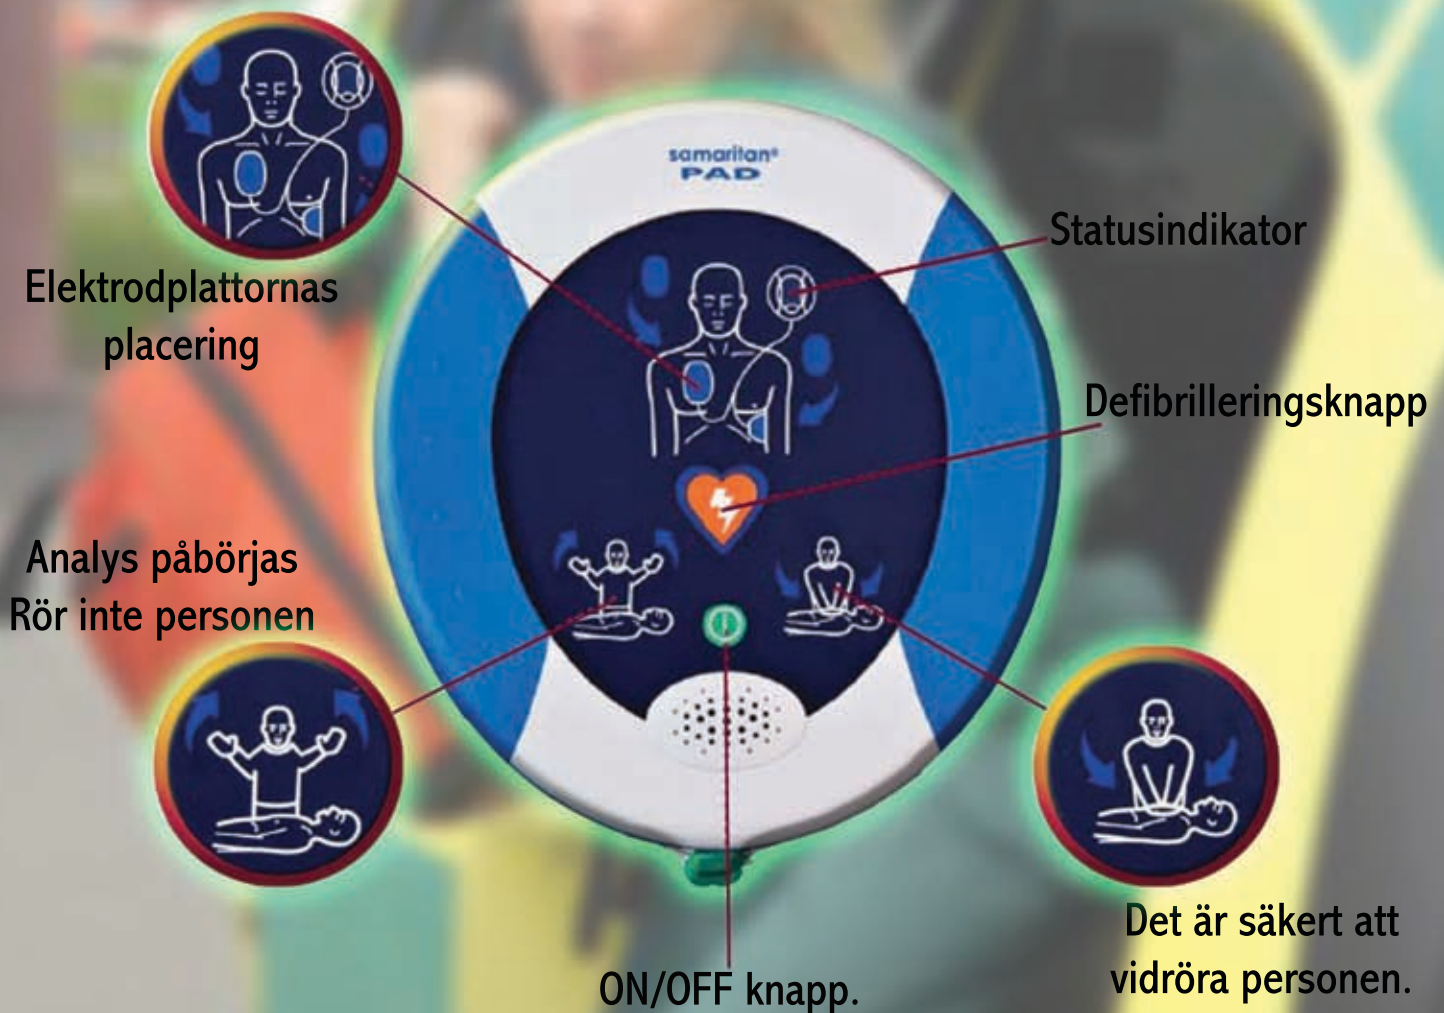 samaritan®
PAD
Statusindikator
Elektrodplattornas
placering
Defibrilleringsknapp
Analys påbörjas
Rör inte personen
Det är säkert att
vidröra personen.
ON/OFF knapp.